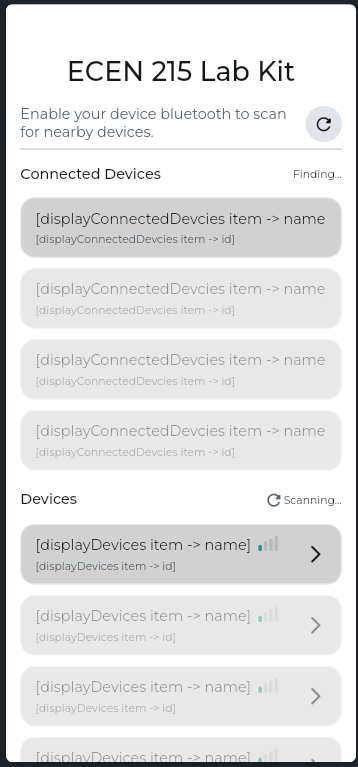 ECEN 215 Lab Kit
Enable your device bluetooth to scan
for nearby devices.
Connected Devices
Finding...
[displayConnectedDevcies item -> name
[displayConnectedDevcies item -> id]
[displayConnectedDevcies item -> name
[displayConnectedDevcies item -> id]
[displayConnectedDevcies item -> name
[displayConnectedDevcies item -> id]
[displayConnectedDevcies item -> name
[displayConnectedDevcies item -> id]
Devices
Scanning...
[displayDevices item -> name]
[displayDevices item -> id]
[displayDevices item -> name]
[displayDevices item -> id]
[displayDevices item -> name]
[displayDevices item -> id]
[displayDevices item -> name]